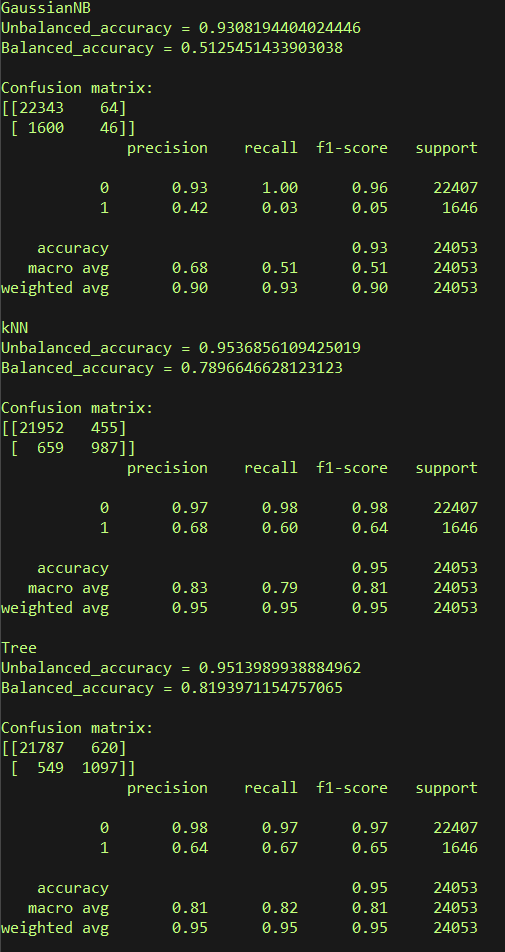 GaussianNB
Unbalanced_accuracy = 0.9308194404024446
Balanced_accuracy = 0.5125451433903038
Confusion matrix:
[[22343    64]
 [ 1600    46]]
              precision    recall  f1-score   support
           0       0.93      1.00      0.96     22407
           1       0.42      0.03      0.05      1646
    accuracy                           0.93     24053
   macro avg       0.68      0.51      0.51     24053
weighted avg       0.90      0.93      0.90     24053
kNN
Unbalanced_accuracy = 0.9536856109425019
Balanced_accuracy = 0.7896646628123123
Confusion matrix:
[[21952   455]
 [  659   987]]
              precision    recall  f1-score   support
           0       0.97      0.98      0.98     22407
           1       0.68      0.60      0.64      1646
    accuracy                           0.95     24053
   macro avg       0.83      0.79      0.81     24053
weighted avg       0.95      0.95      0.95     24053
Tree
Unbalanced_accuracy = 0.9513989938884962
Balanced_accuracy = 0.8193971154757065
Confusion matrix:
[[21787   620]
 [  549  1097]]
              precision    recall  f1-score   support
           0       0.98      0.97      0.97     22407
           1       0.64      0.67      0.65      1646
    accuracy                           0.95     24053
   macro avg       0.81      0.82      0.81     24053
weighted avg       0.95      0.95      0.95     24053